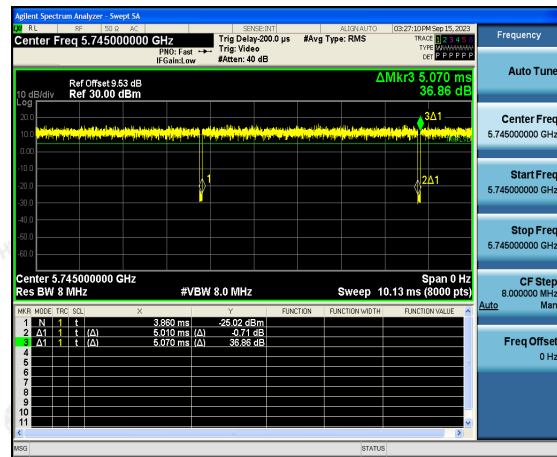 Agilent Spectrum Analyzer - Swept SA
RL RF 50 Ω AC SENSE:INT ALIGN AUTO 03:27:10 PM Sep 15, 2023
Center Freq 5.745000000 GHz
PNO: Fast
IFGain:Low
Trig Delay-200.0 µs
Trig: Video
#Atten: 40 dB
#Avg Type: RMS
TRACE 1 2 3 4 5 6
TYPE
DET P P P P P P
ΔMkr3 5.070 ms
36.86 dB
Ref Offset 9.53 dB
Ref 30.00 dBm
10 dB/div
Log
20.0
10.0
0.00
-10.0
-20.0
-30.0
-40.0
-50.0
-60.0
1
3Δ1
2Δ1
Center 5.745000000 GHz
Span 0 Hz
Res BW 8 MHz
#VBW 8.0 MHz
Sweep 10.13 ms (8000 pts)
MKR MODE TRC SCL X Y FUNCTION FUNCTION WIDTH FUNCTION VALUE
1 N 1 t 3.860 ms -25.02 dBm
2 Δ1 1 t (Δ) 5.010 ms (Δ) -0.71 dB
3 Δ1 1 t (Δ) 5.070 ms (Δ) 36.86 dB
4
5
6
7
8
9
10
11
MSG STATUS
Frequency
Auto Tune
Center Freq
5.745000000 GHz
Start Freq
5.745000000 GHz
Stop Freq
5.745000000 GHz
CF Step
8.000000 MHz
Auto Man
Freq Offset
0 Hz